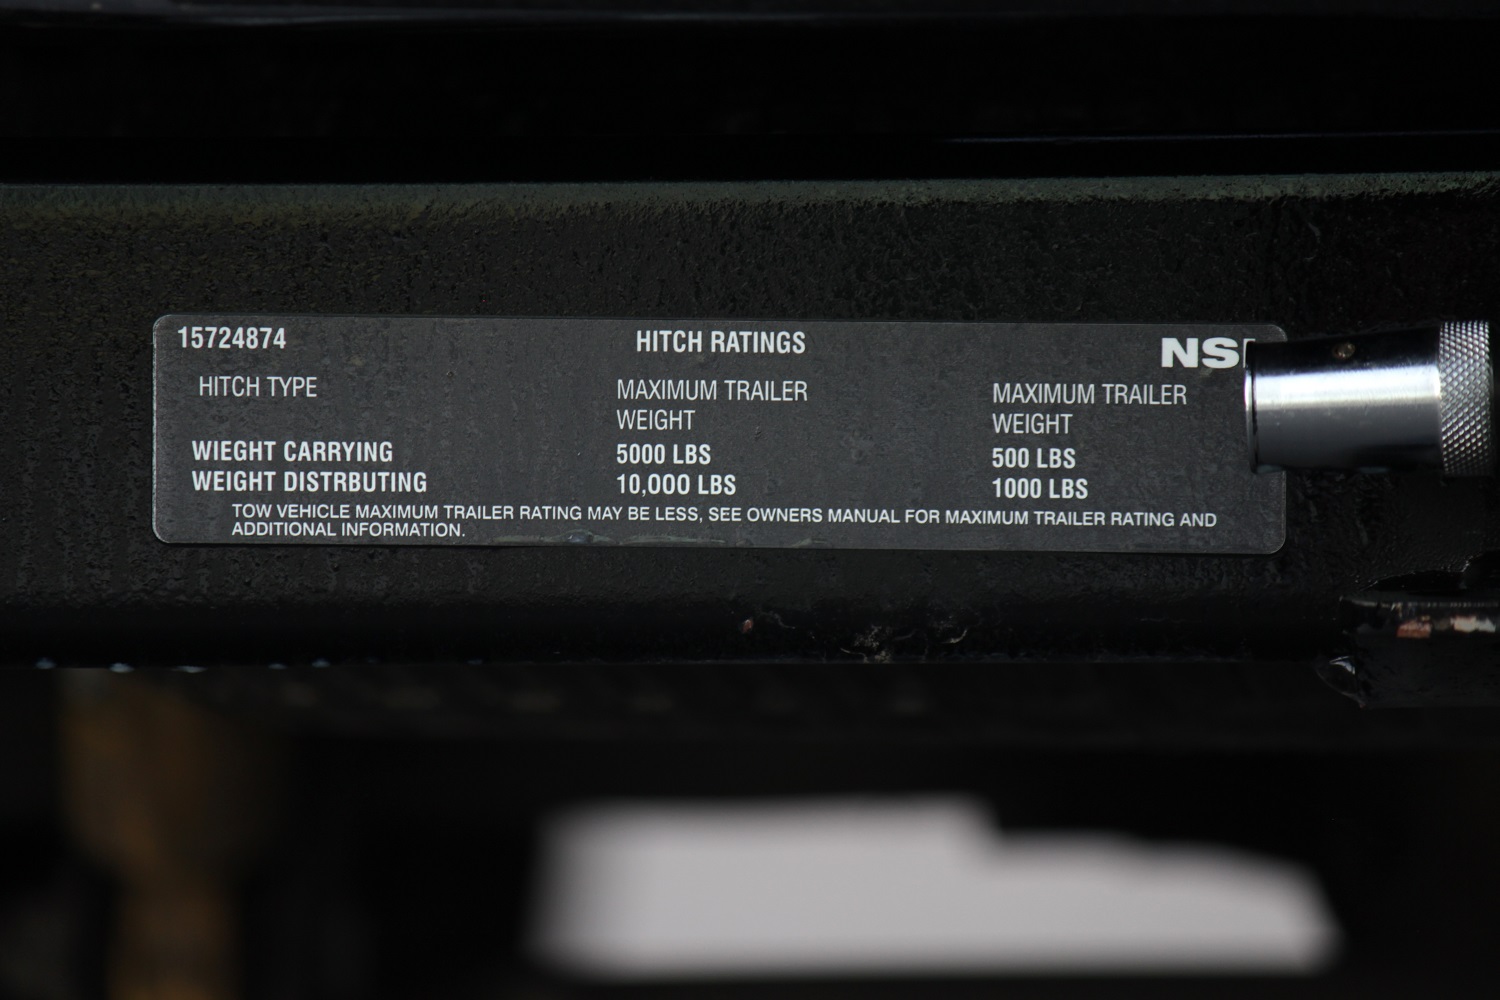 15724874 HITCH RATINGS NS
HITCH TYPE MAXIMUM TRAILER MAXIMUM TRAILER
WEIGHT WEIGHT
WIEGHT CARRYING 5000 LBS 500 LBS
WEIGHT DISTRBUTING 10,000 LBS 1000 LBS
TOW VEHICLE MAXIMUM TRAILER RATING MAY BE LESS, SEE OWNERS MANUAL FOR MAXIMUM TRAILER RATING AND
ADDITIONAL INFORMATION.